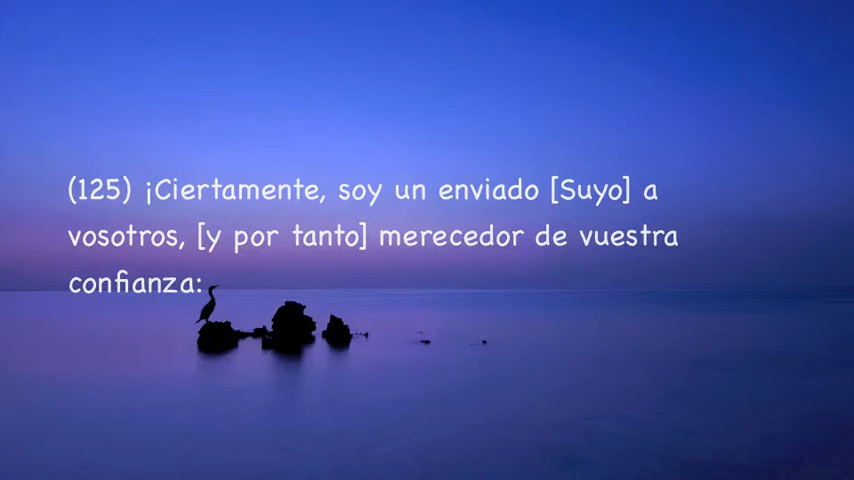 (125) ¡Ciertamente, soy un enviado [Suyo] a
vosotros, [y por tanto] merecedor de vuestra
confianza: